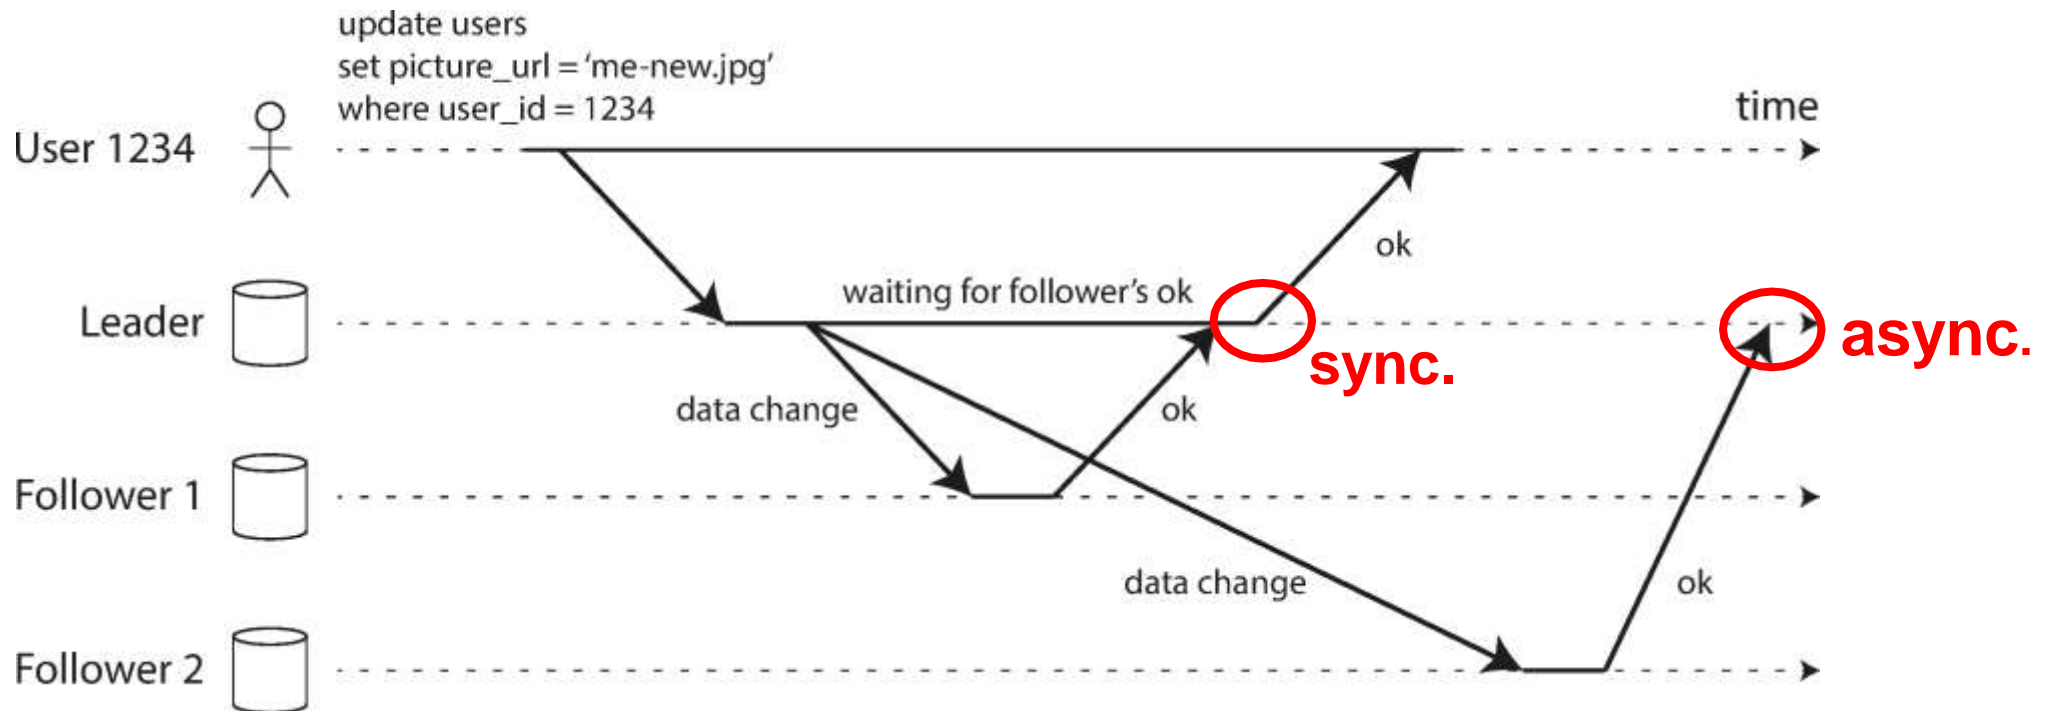 update users
set picture_url = ‘me-new.jpg’
where user_id = 1234
time
User 1234
ok
waiting for follower’s ok
Leader
sync.
async.
data change
ok
Follower 1
data change
ok
Follower 2